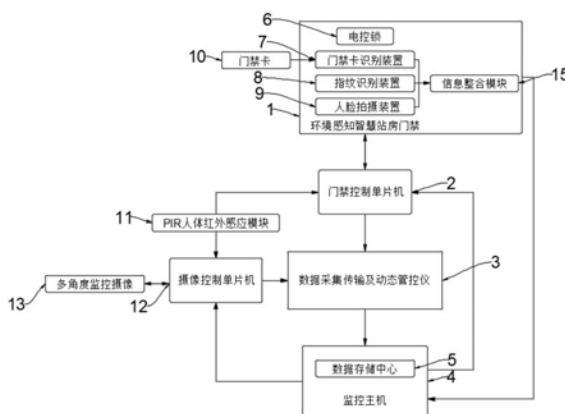 6
电控锁
10
门禁卡
7
门禁卡识别装置
8
指纹识别装置
信息整合模块
15
9
人脸拍摄装置
1
环境感知智慧站房门禁
门禁控制单片机
2
11
PIR人体红外感应模块
13
多角度监控摄像
12
摄像控制单片机
数据采集传输及动态管控仪
3
数据存储中心
5
4
监控主机